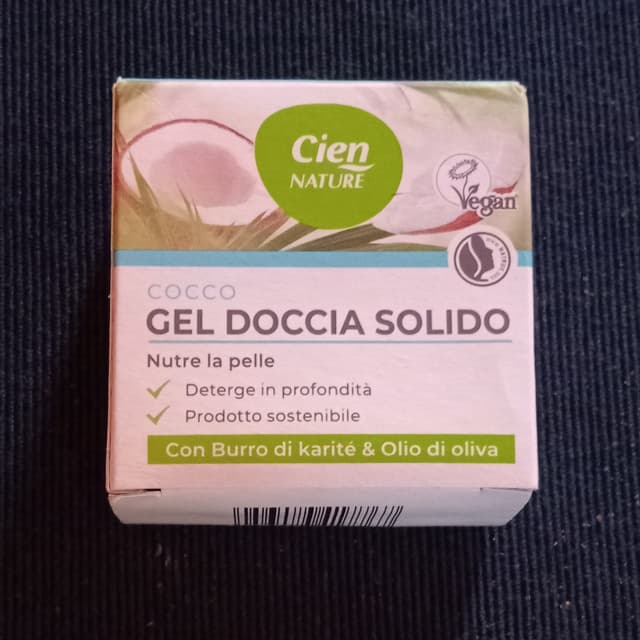 Cien
NATURE
Vegan
COCCO
GEL DOCCIA SOLIDO
Nutre la pelle
Deterge in profondità
Prodotto sostenibile
Con Burro di karité & Olio di oliva